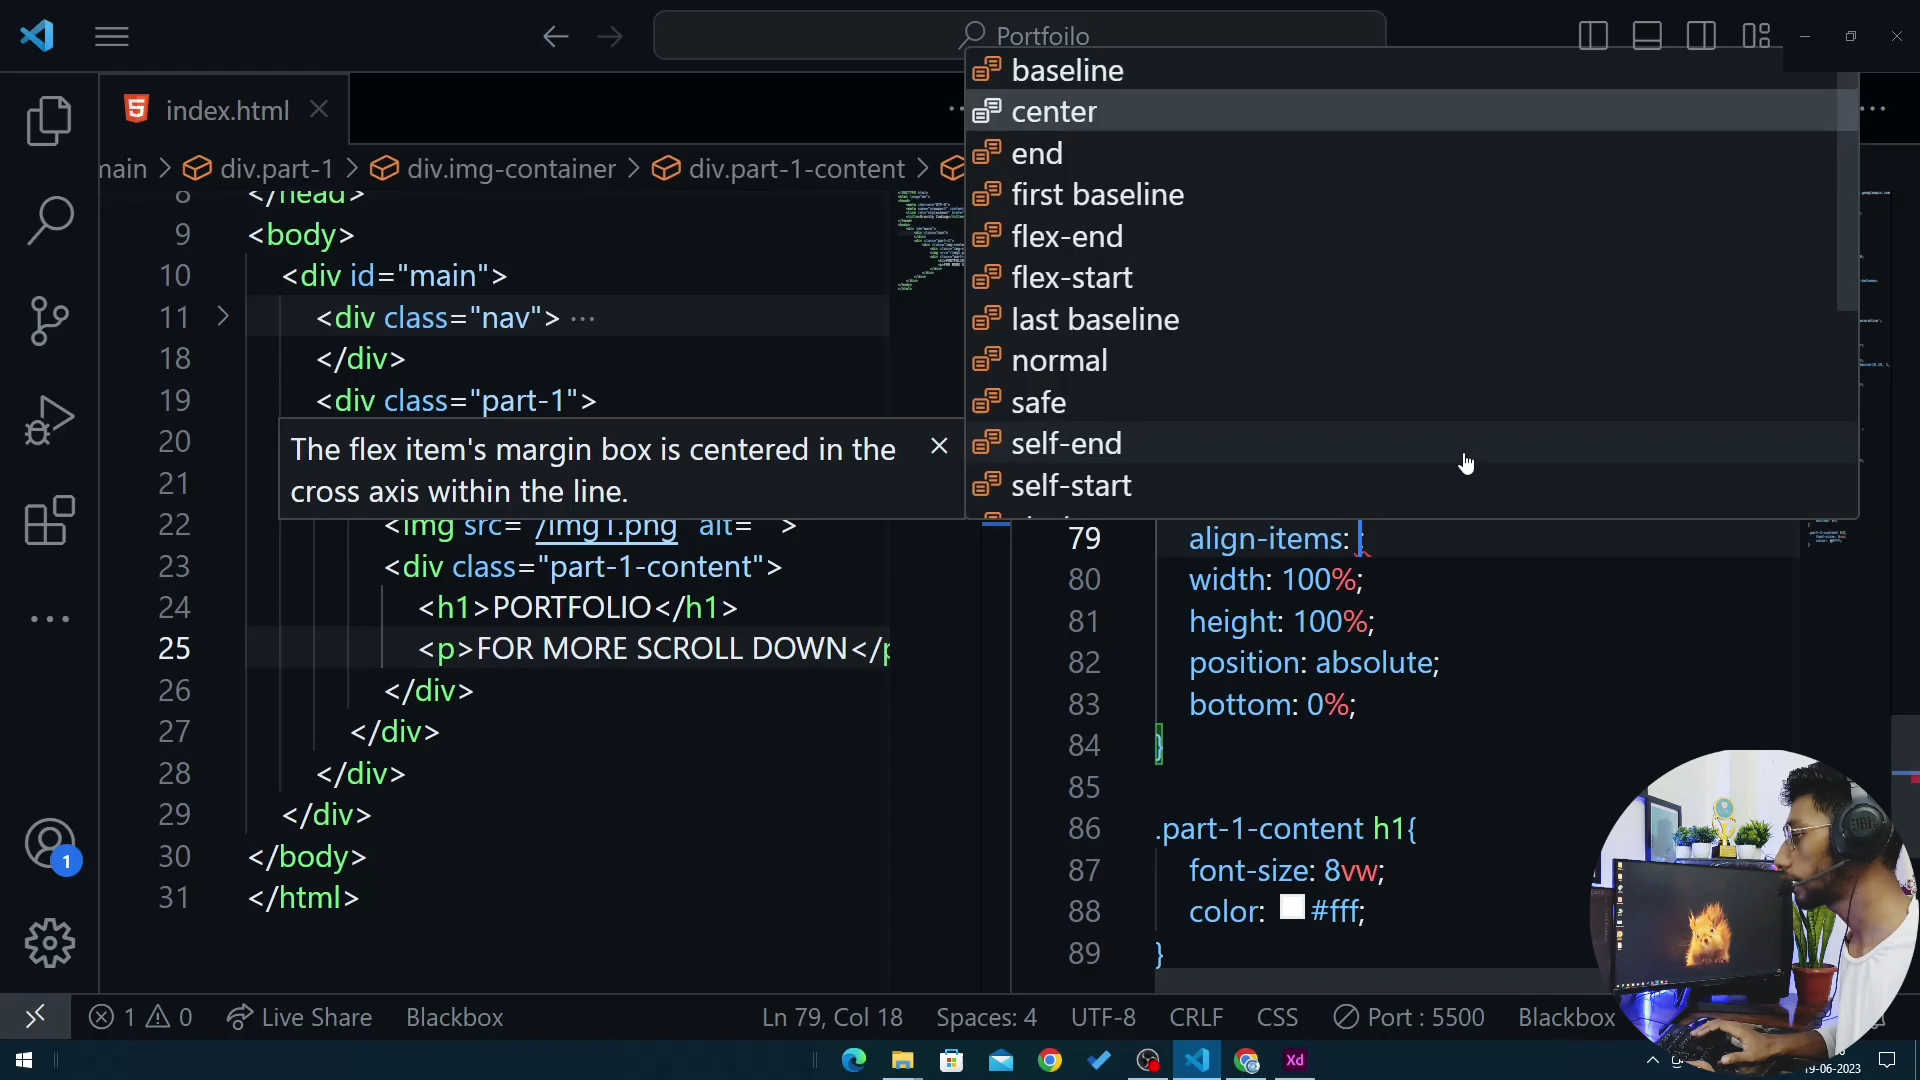 Portfoilo
index.html
main > div.part-1 > div.img-container > div.part-1-content >
8 </head>
9 <body>
10 <div id="main">
11 <div class="nav"> ···
18 </div>
19 <div class="part-1">
20
21
22 <img src="/img1.png" alt="">
23 <div class="part-1-content">
24 <h1>PORTFOLIO</h1>
25 <p>FOR MORE SCROLL DOWN</p
26 </div>
27 </div>
28 </div>
29 </div>
30 </body>
31 </html>
The flex item's margin box is centered in the
cross axis within the line.
baseline
center
end
first baseline
flex-end
flex-start
last baseline
normal
safe
self-end
self-start
79 align-items: ;
80 width: 100%;
81 height: 100%;
82 position: absolute;
83 bottom: 0%;
84 }
85
86 .part-1-content h1{
87 font-size: 8vw;
88 color: #fff;
89 }
1
1 0 Live Share Blackbox Ln 79, Col 18 Spaces: 4 UTF-8 CRLF CSS Port : 5500 Blackbox
Xd
19-06-2023